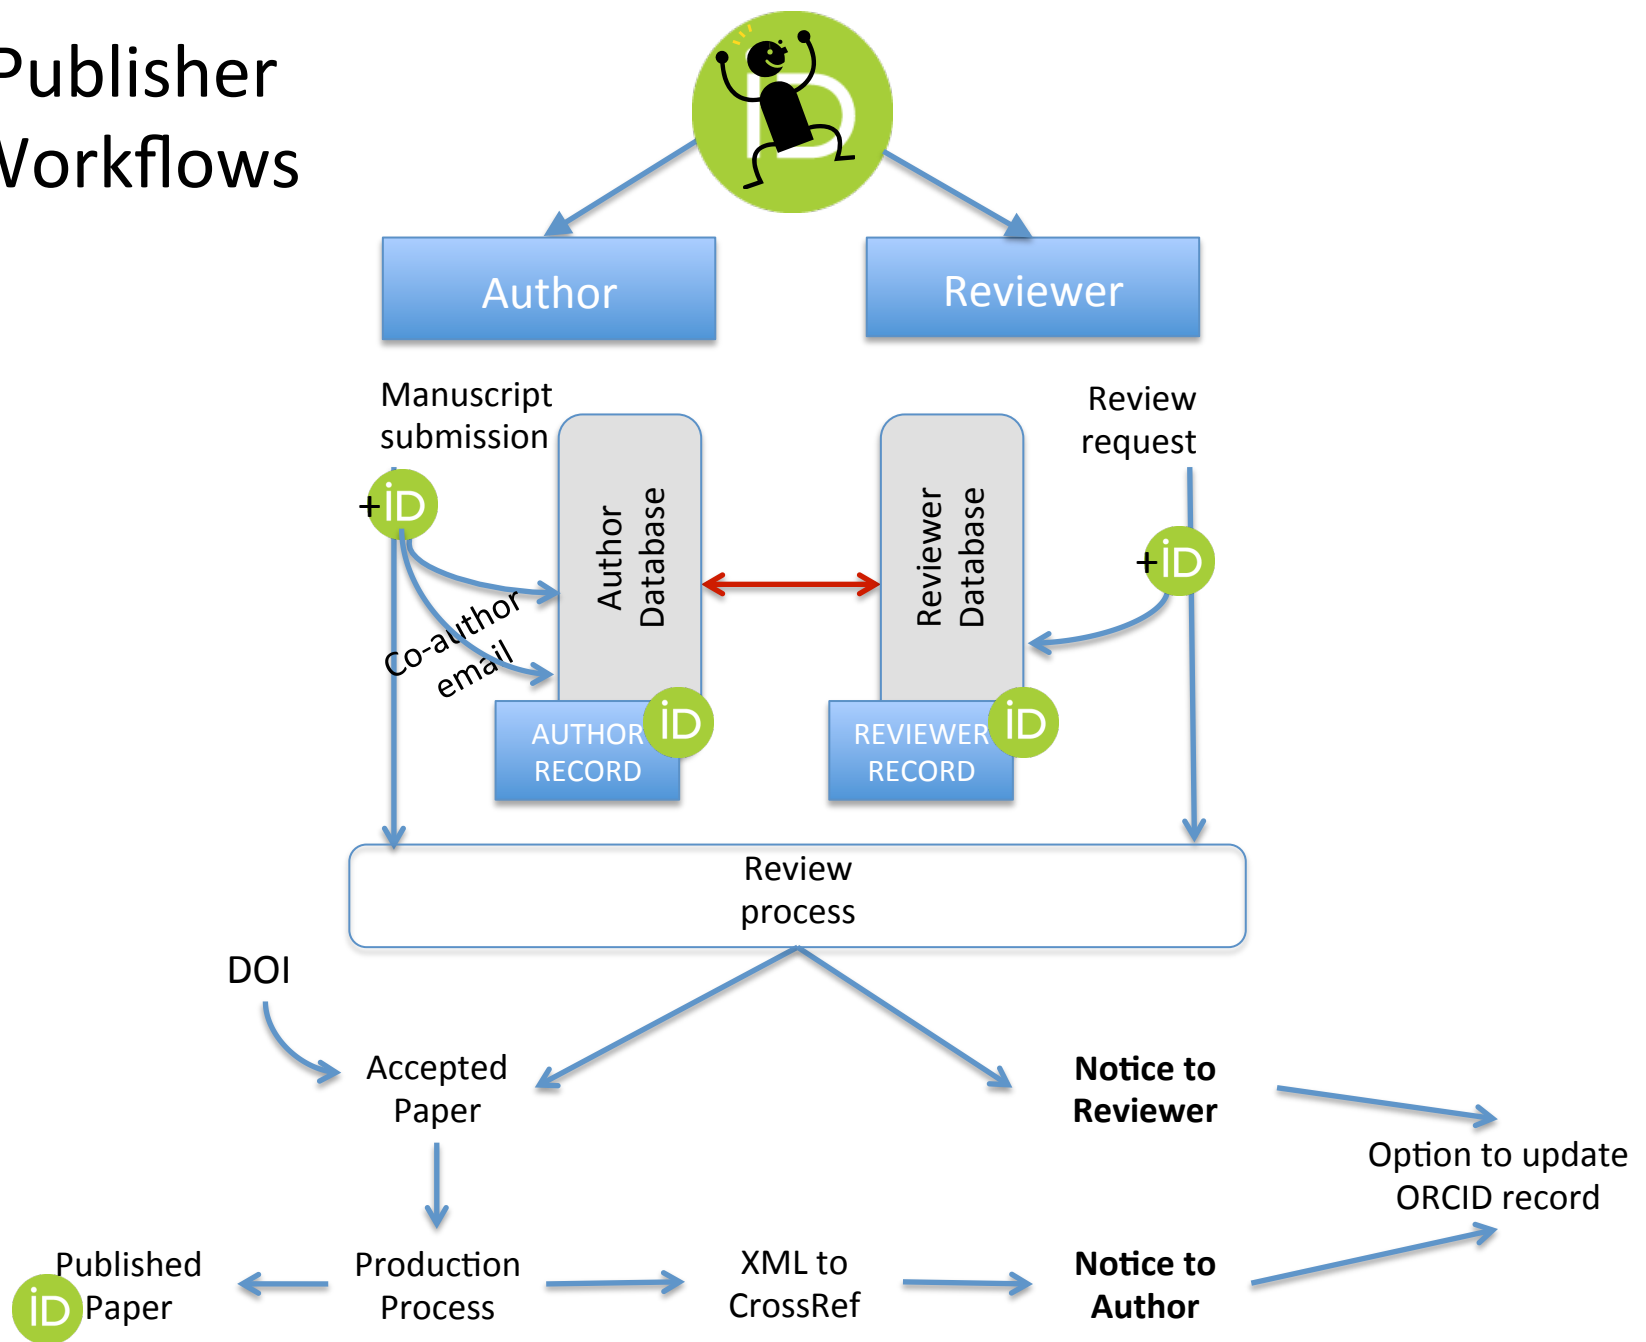 Publisher
Workflows
iD
Author
Reviewer
Manuscript
submission
Review
request
+iD
+iD
Author
Database
Reviewer
Database
Co-author
email
AUTHOR
RECORD
iD
REVIEWER
RECORD
iD
Review
process
DOI
Accepted
Paper
Notice to
Reviewer
Option to update
ORCID record
Published
iD Paper
Production
Process
XML to
CrossRef
Notice to
Author